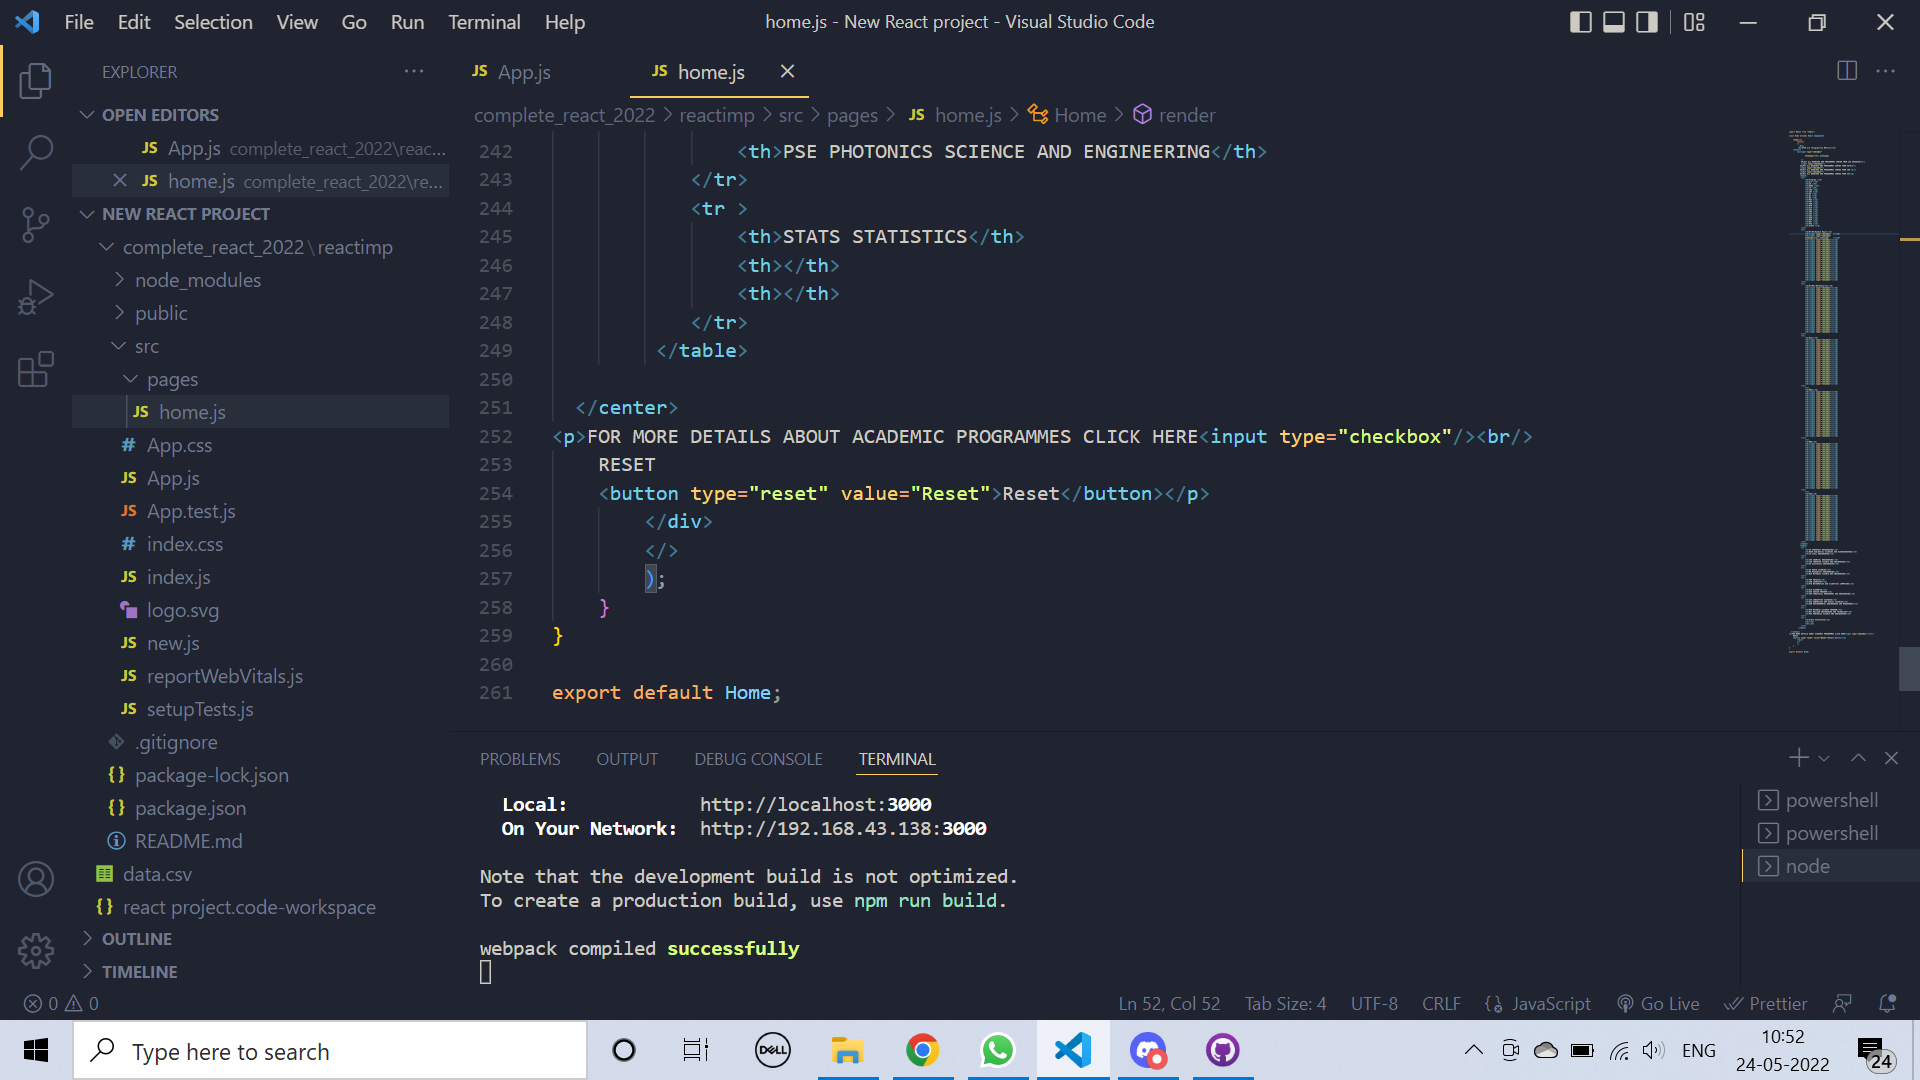 File Edit Selection View Go Run Terminal Help
home.js - New React project - Visual Studio Code
EXPLORER
OPEN EDITORS
JS App.js complete_react_2022\reac...
JS home.js complete_react_2022\re...
NEW REACT PROJECT
complete_react_2022\reactimp
node_modules
public
src
pages
JS home.js
# App.css
JS App.js
JS App.test.js
# index.css
JS index.js
logo.svg
JS new.js
JS reportWebVitals.js
JS setupTests.js
.gitignore
{} package-lock.json
{} package.json
README.md
data.csv
{} react project.code-workspace
OUTLINE
TIMELINE
JS App.js
JS home.js
complete_react_2022 > reactimp > src > pages > JS home.js > Home > render
242 <th>PSE PHOTONICS SCIENCE AND ENGINEERING</th>
243 </tr>
244 <tr >
245 <th>STATS STATISTICS</th>
246 <th></th>
247 <th></th>
248 </tr>
249 </table>
250
251 </center>
252 <p>FOR MORE DETAILS ABOUT ACADEMIC PROGRAMMES CLICK HERE<input type="checkbox"/><br/>
253 RESET
254 <button type="reset" value="Reset">Reset</button></p>
255 </div>
256 </>
257 );
258 }
259 }
260
261 export default Home;
PROBLEMS OUTPUT DEBUG CONSOLE TERMINAL
Local: http://localhost:3000
On Your Network: http://192.168.43.138:3000
Note that the development build is not optimized.
To create a production build, use npm run build.
webpack compiled successfully
powershell
powershell
node
0 0
Ln 52, Col 52 Tab Size: 4 UTF-8 CRLF JavaScript Go Live Prettier
Type here to search
DELL
ENG
10:52
24-05-2022
24